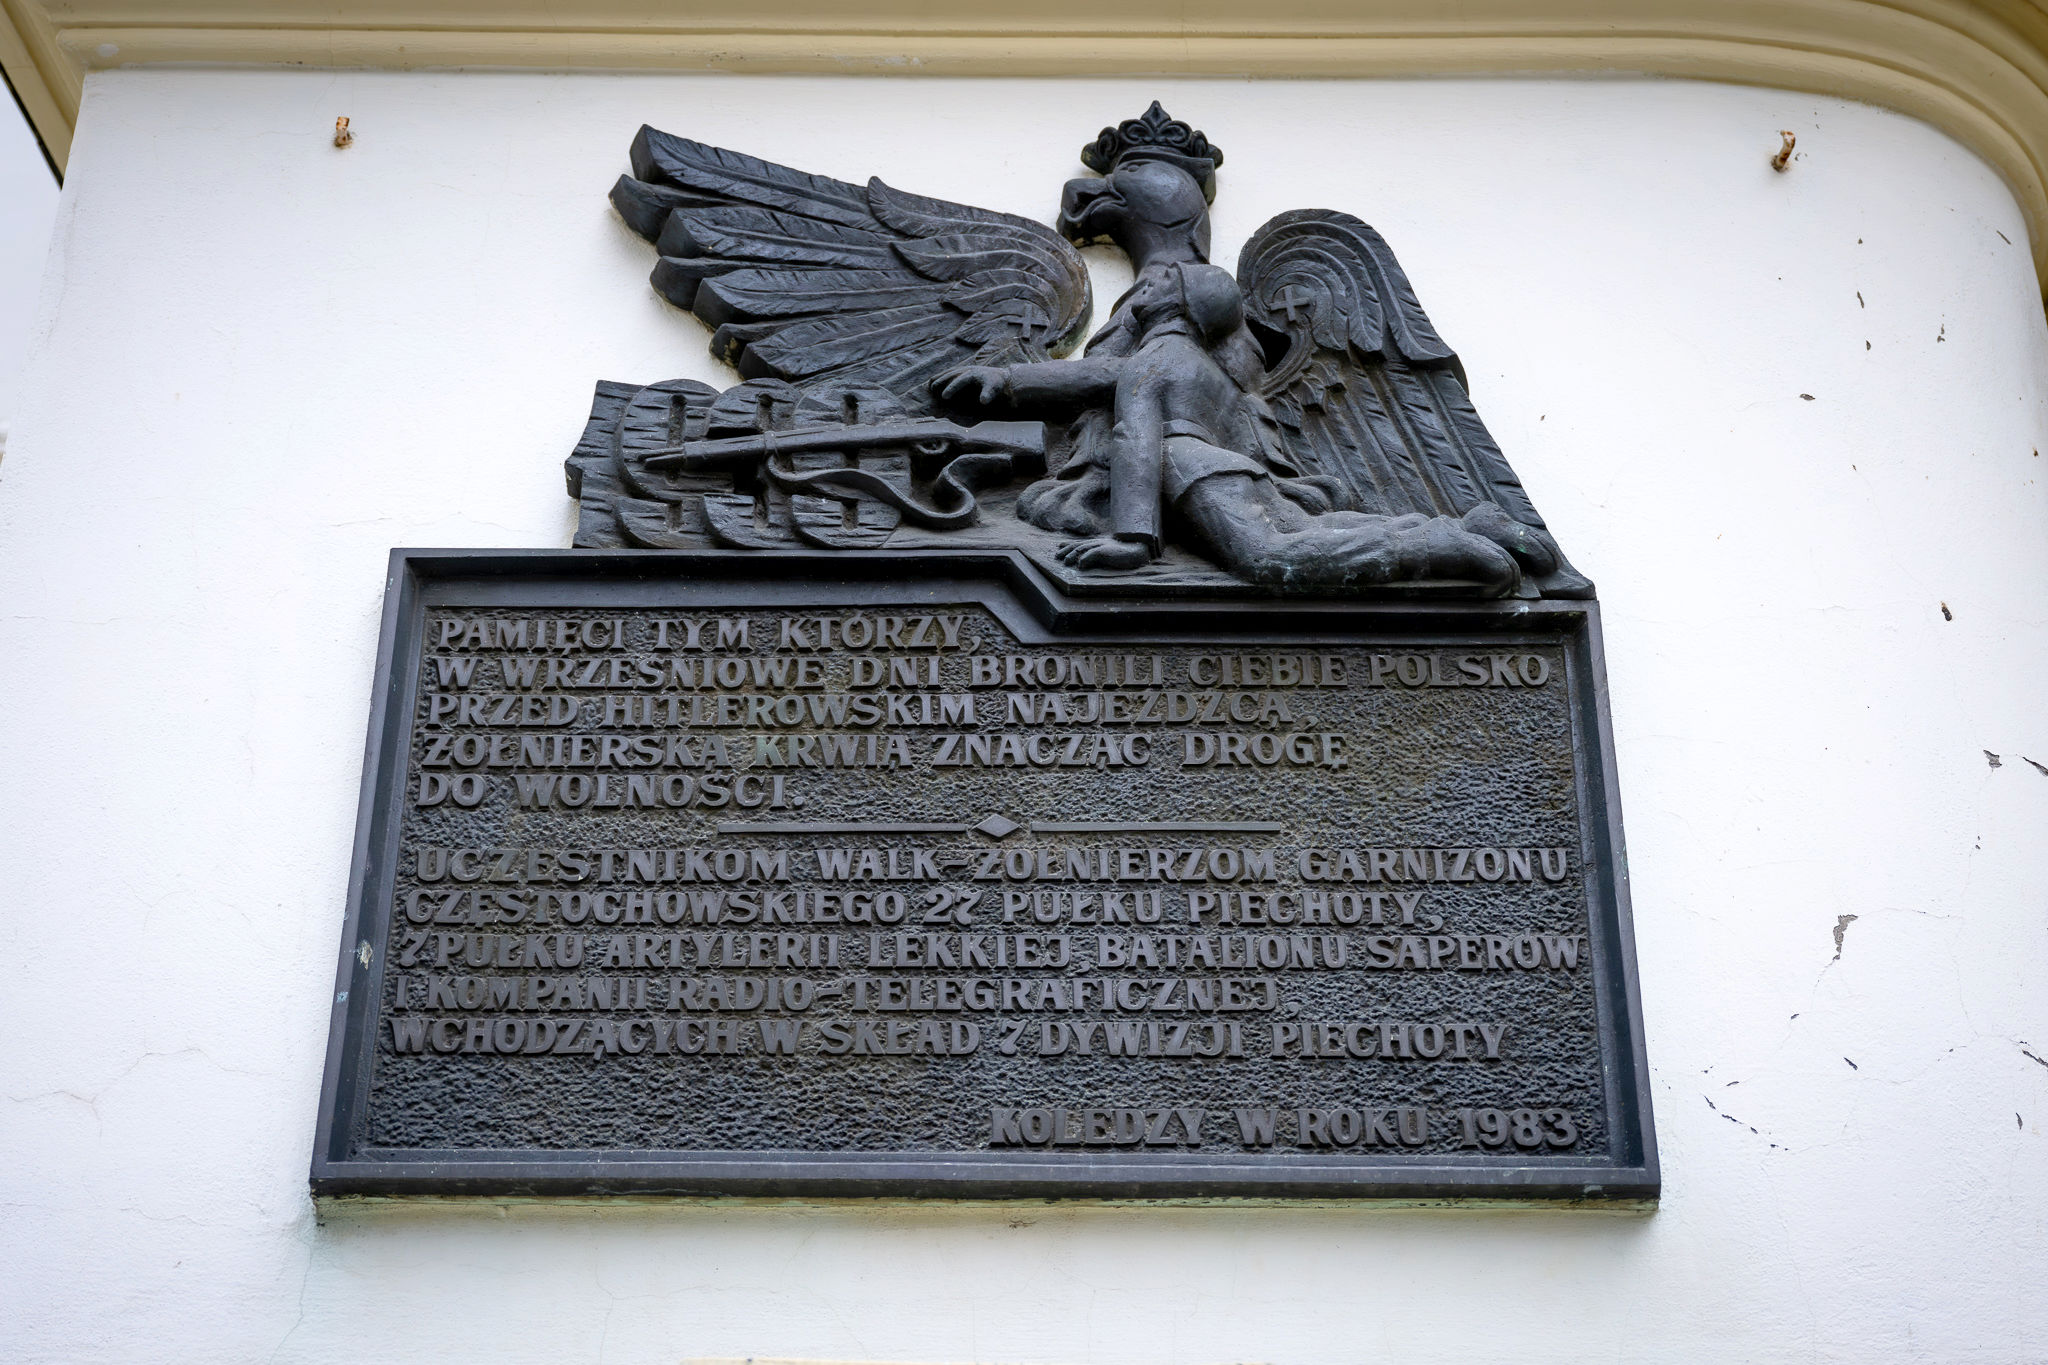 PAMIĘCI TYM KTÓRZY,
W WRZEŚNIOWE DNI BRONILI CIEBIE POLSKO
PRZED HITLEROWSKIM NAJEŹDŹCĄ,
ŻOŁNIERSKĄ KRWIĄ ZNACZĄC DROGĘ
DO WOLNOŚCI.
UCZESTNIKOM WALK-ŻOŁNIERZOM GARNIZONU
CZĘSTOCHOWSKIEGO 27 PUŁKU PIECHOTY,
7 PUŁKU ARTYLERII LEKKIEJ, BATALIONU SAPERÓW
I KOMPANII RADIO-TELEGRAFICZNEJ,
WCHODZĄCYCH W SKŁAD 7 DYWIZJI PIECHOTY
KOLEDZY W ROKU 1983